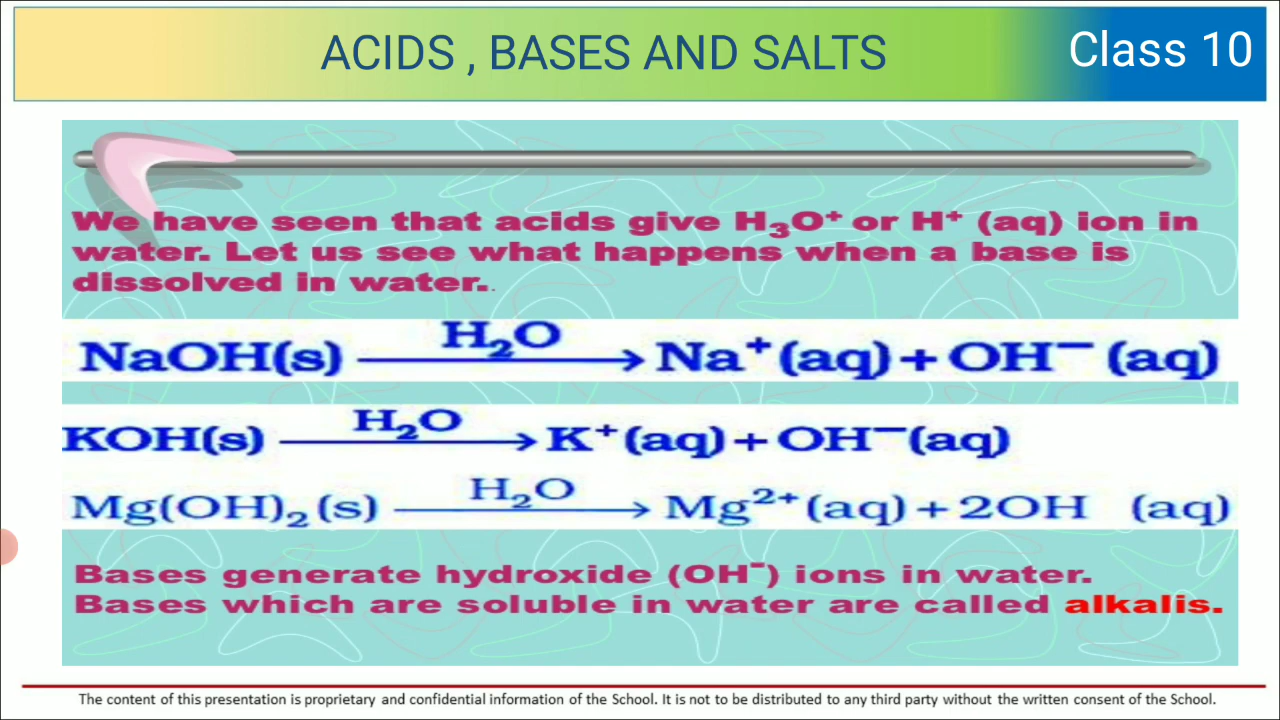 ACIDS , BASES AND SALTS
Class 10
We have seen that acids give H₃O⁺ or H⁺ (aq) ion in
water. Let us see what happens when a base is
dissolved in water..
NaOH(s) —H₂O→ Na⁺(aq) + OH⁻ (aq)
KOH(s) —H₂O→ K⁺(aq) + OH⁻(aq)
Mg(OH)₂ (s) —H₂O→ Mg²⁺(aq) + 2OH (aq)
Bases generate hydroxide (OH⁻) ions in water.
Bases which are soluble in water are called alkalis.
The content of this presentation is proprietary and confidential information of the School. It is not to be distributed to any third party without the written consent of the School.